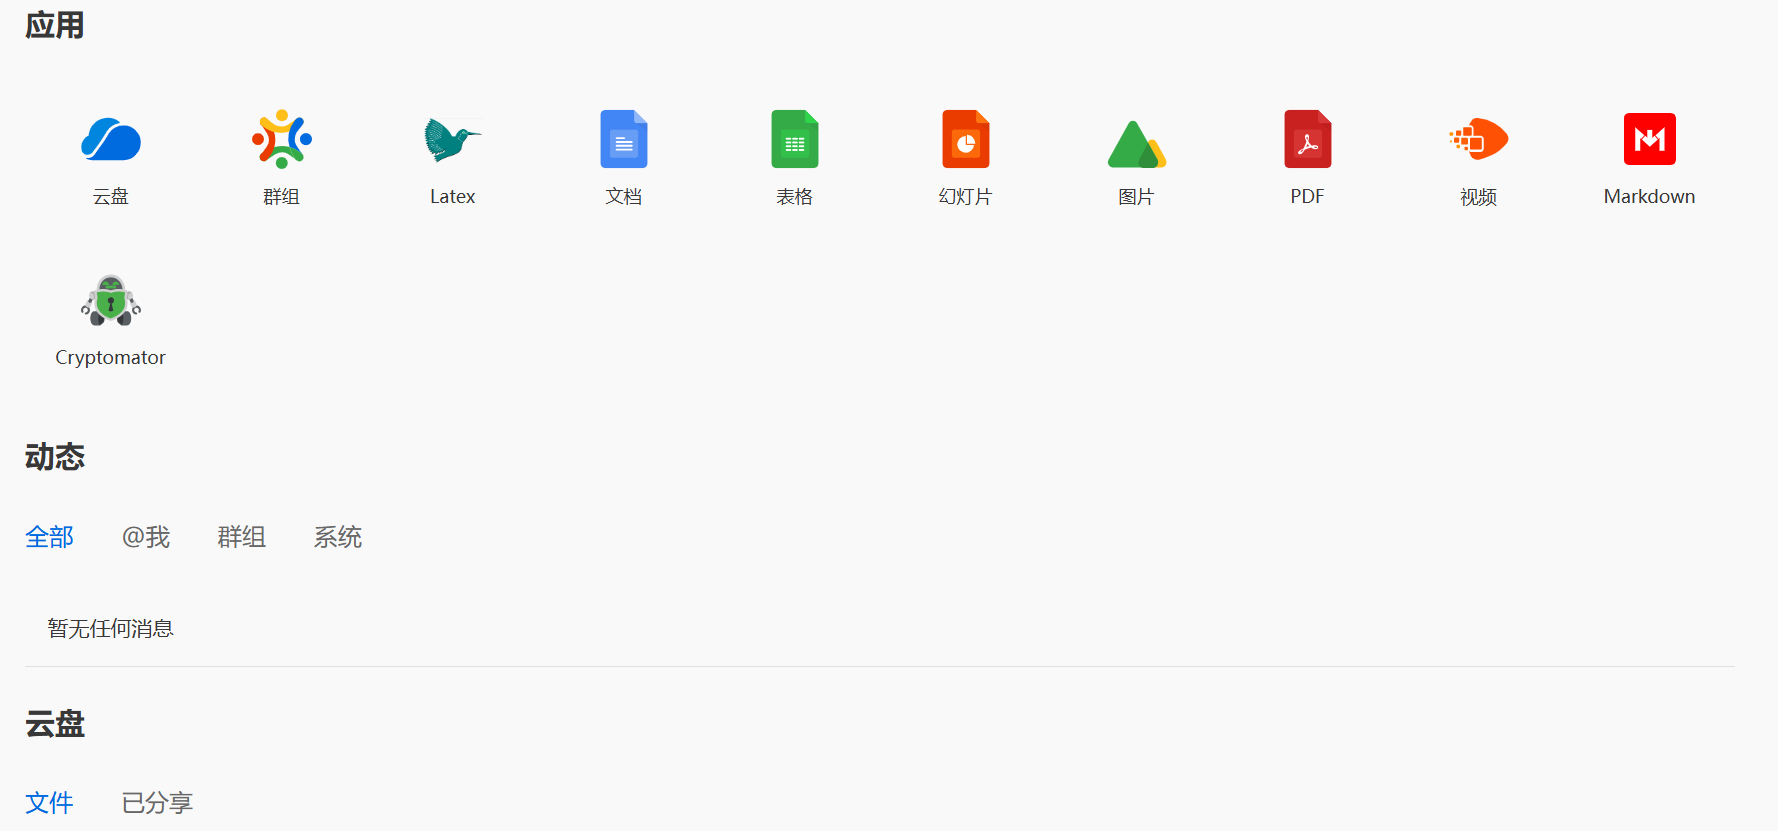 应用
云盘 群组 Latex 文档 表格 幻灯片 图片 PDF 视频 Markdown
Cryptomator
动态
全部 @我 群组 系统
暂无任何消息
云盘
文件 已分享